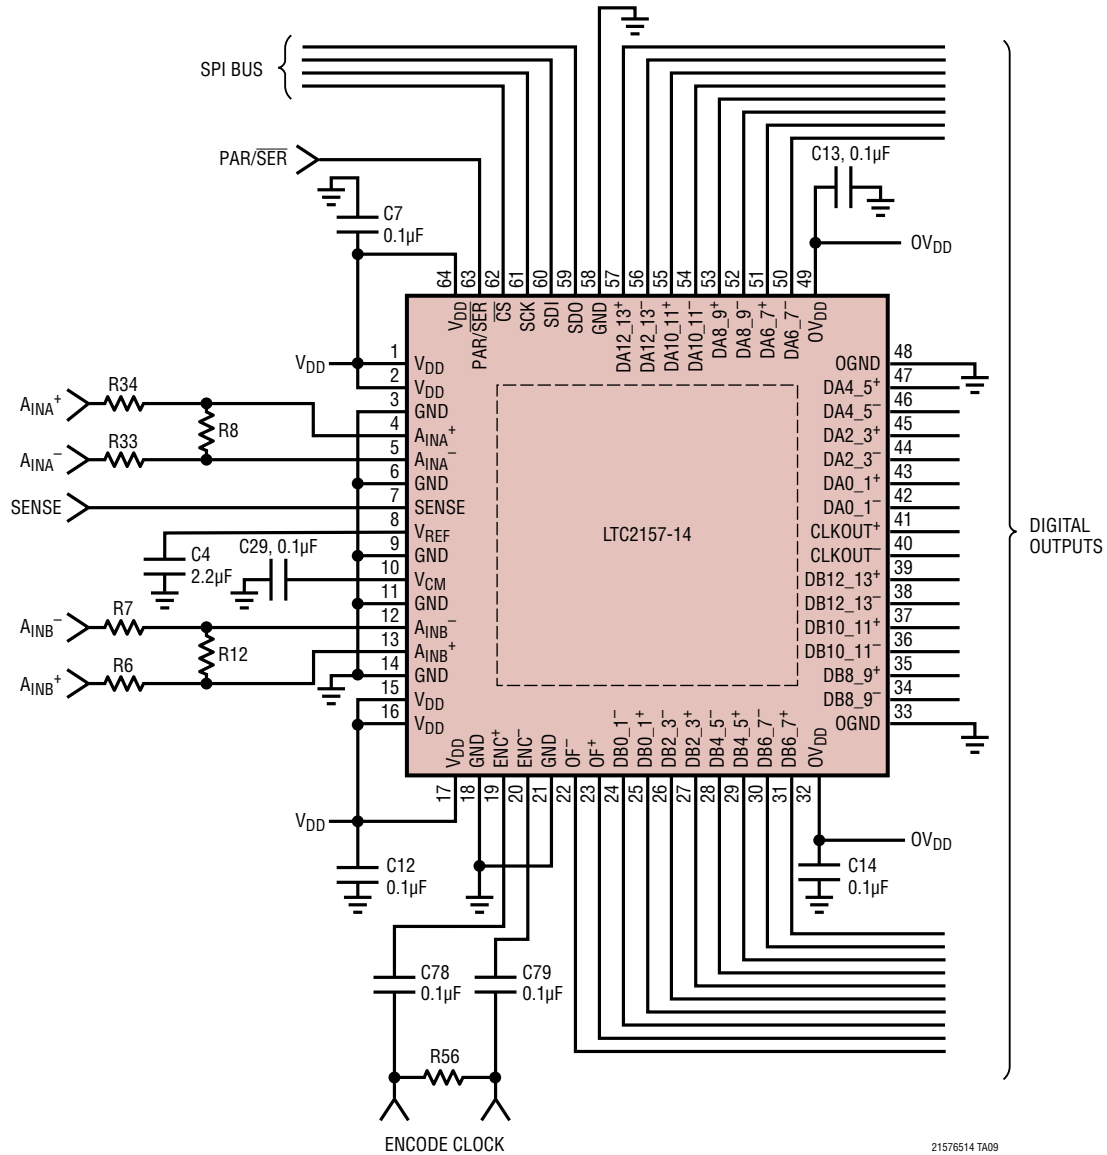 SPI BUS
PAR/SER
C7
0.1µF
C13, 0.1µF
OVDD
64
63
62
61
60
59
58
57
56
55
54
53
52
51
50
49
VDD
PAR/SER
CS
SCK
SDI
SDO
GND
DA12_13+
DA12_13–
DA10_11+
DA10_11–
DA8_9+
DA8_9–
DA6_7+
DA6_7–
OVDD
VDD
1 VDD
2 VDD
3 GND
4 AINA+
5 AINA–
6 GND
7 SENSE
8 VREF
9 GND
10 VCM
11 GND
12 AINB–
13 AINB+
14 GND
15 VDD
16 VDD
AINA+
R34
R8
AINA–
R33
SENSE
C4
2.2µF
C29, 0.1µF
AINB–
R7
R12
AINB+
R6
LTC2157-14
OGND 48
DA4_5+ 47
DA4_5– 46
DA2_3+ 45
DA2_3– 44
DA0_1+ 43
DA0_1– 42
CLKOUT+ 41
CLKOUT– 40
DB12_13+ 39
DB12_13– 38
DB10_11+ 37
DB10_11– 36
DB8_9+ 35
DB8_9– 34
OGND 33
DIGITAL
OUTPUTS
VDD
GND
ENC+
ENC–
GND
OF–
OF+
DB0_1–
DB0_1+
DB2_3–
DB2_3+
DB4_5–
DB4_5+
DB6_7–
DB6_7+
OVDD
17
18
19
20
21
22
23
24
25
26
27
28
29
30
31
32
VDD
C12
0.1µF
OVDD
C14
0.1µF
C78
0.1µF
C79
0.1µF
R56
ENCODE CLOCK
21576514 TA09